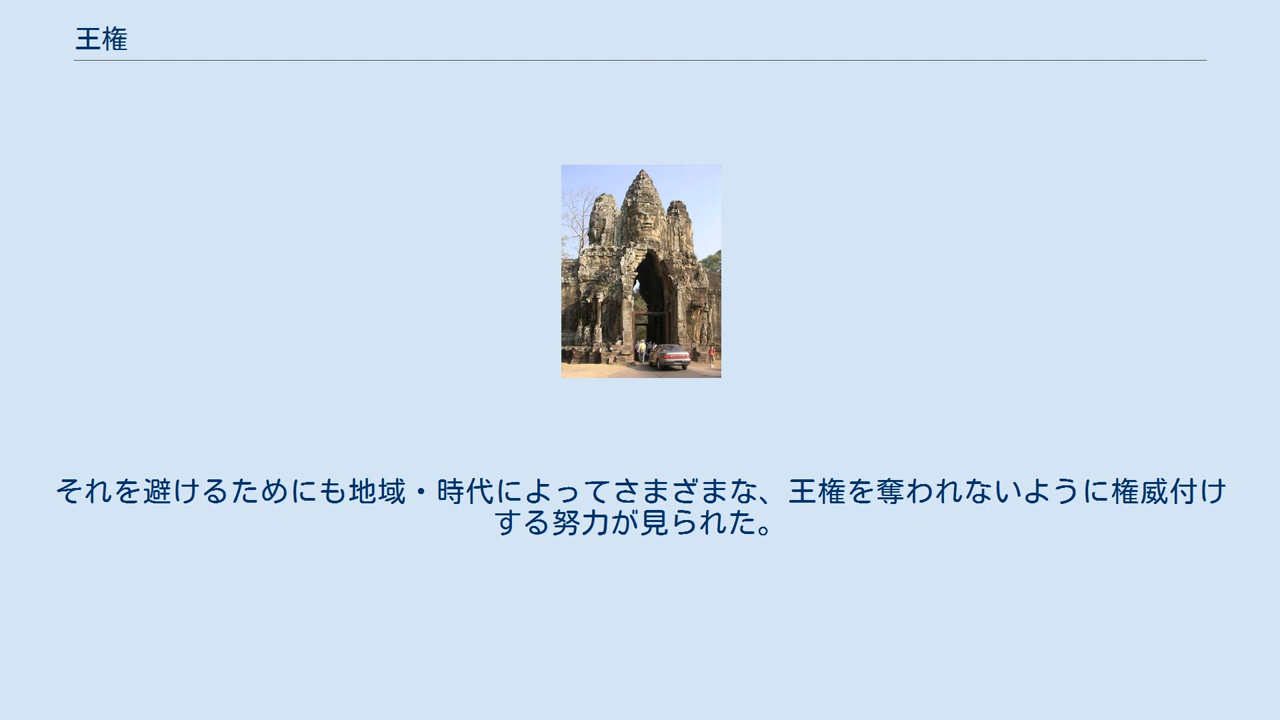 王権
それを避けるためにも地域・時代によってさまざまな、王権を奪われないように権威付け
する努力が見られた。